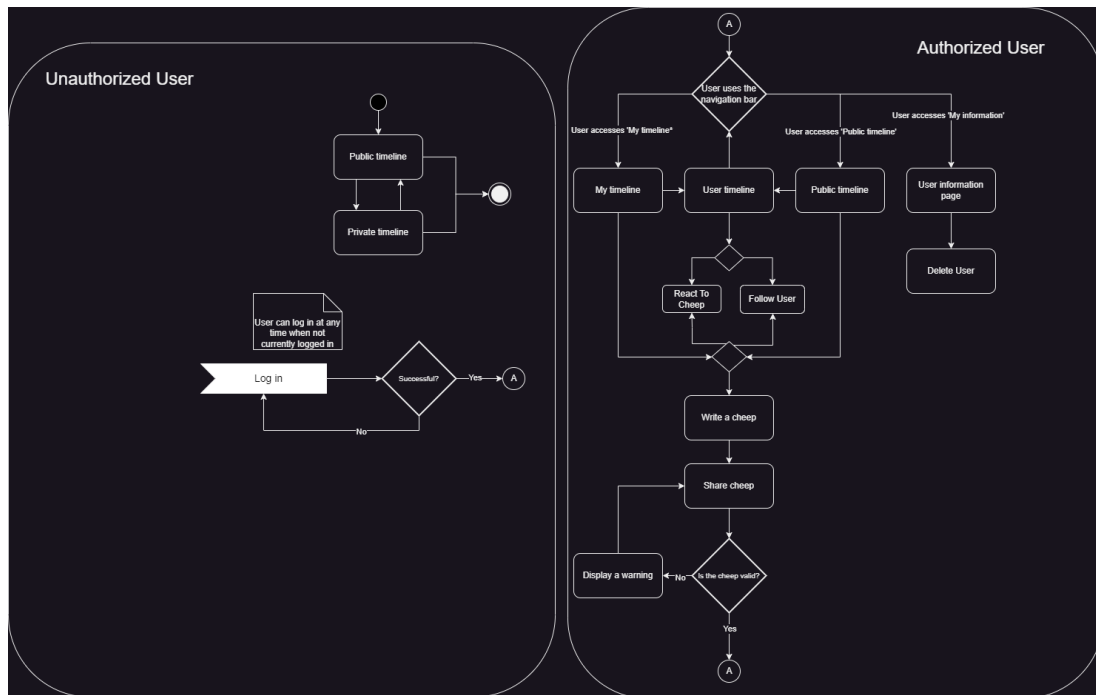 Unauthorized User
Public timeline
Private timeline
User can log in at any
time when not
currently logged in
Log in
Successful?
Yes
A
No
Authorized User
A
User uses the
navigation bar
User accesses 'My timeline"
User accesses 'Public timeline'
User accesses 'My information'
My timeline
User timeline
Public timeline
User information
page
Delete User
React To
Cheep
Follow User
Write a cheep
Share cheep
Display a warning
No
Is the cheep valid?
Yes
A